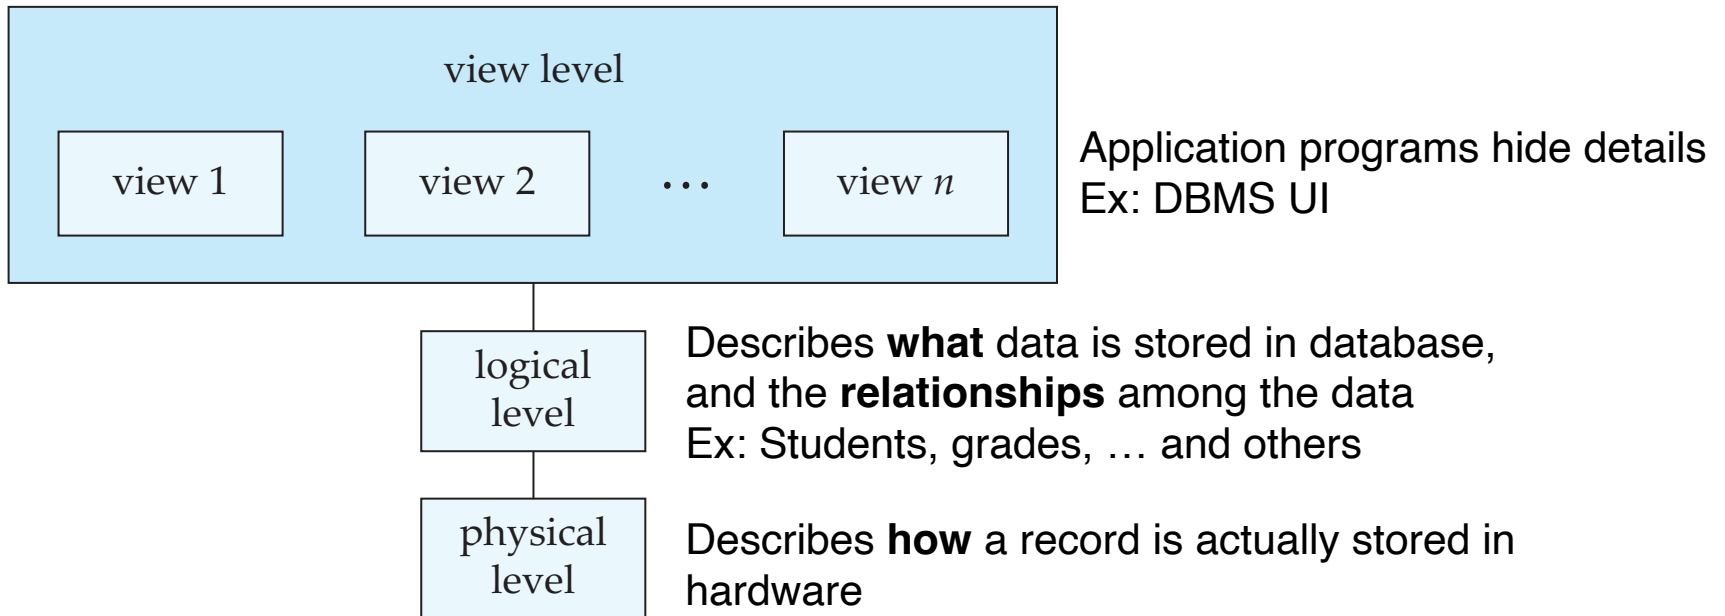 view level
view 1
view 2
...
view n
Application programs hide details
Ex: DBMS UI
logical
level
Describes what data is stored in database,
and the relationships among the data
Ex: Students, grades, … and others
physical
level
Describes how a record is actually stored in
hardware